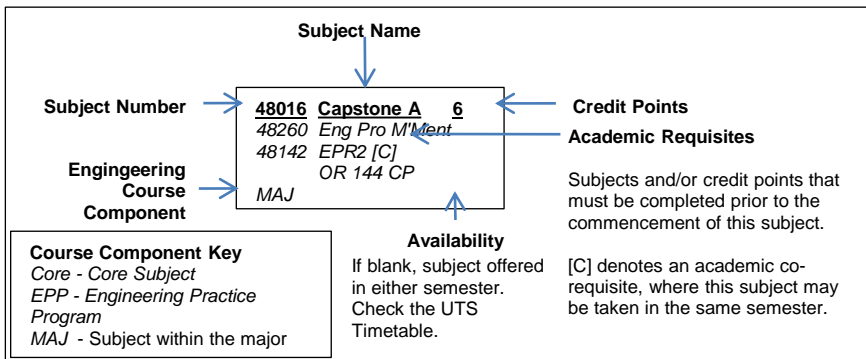 Subject Name
Subject Number
48016 Capstone A 6
48260 Eng Pro M'Ment
48142 EPR2 [C]
OR 144 CP
MAJ
Engingeering
Course
Component
Credit Points
Academic Requisites
Subjects and/or credit points that
must be completed prior to the
commencement of this subject.
[C] denotes an academic co-
requisite, where this subject may
be taken in the same semester.
Availability
If blank, subject offered
in either semester.
Check the UTS
Timetable.
Course Component Key
Core - Core Subject
EPP - Engineering Practice
Program
MAJ - Subject within the major